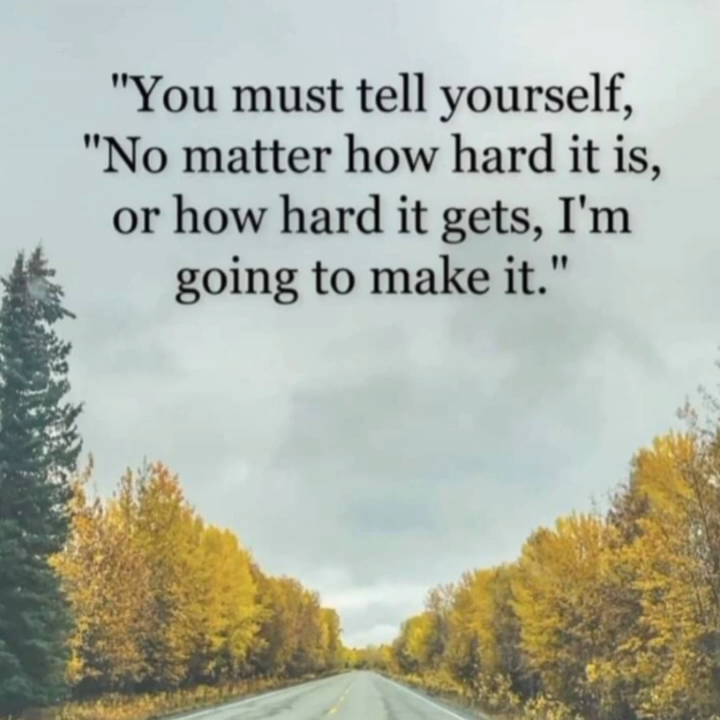 "You must tell yourself,
"No matter how hard it is,
or how hard it gets, I'm
going to make it."